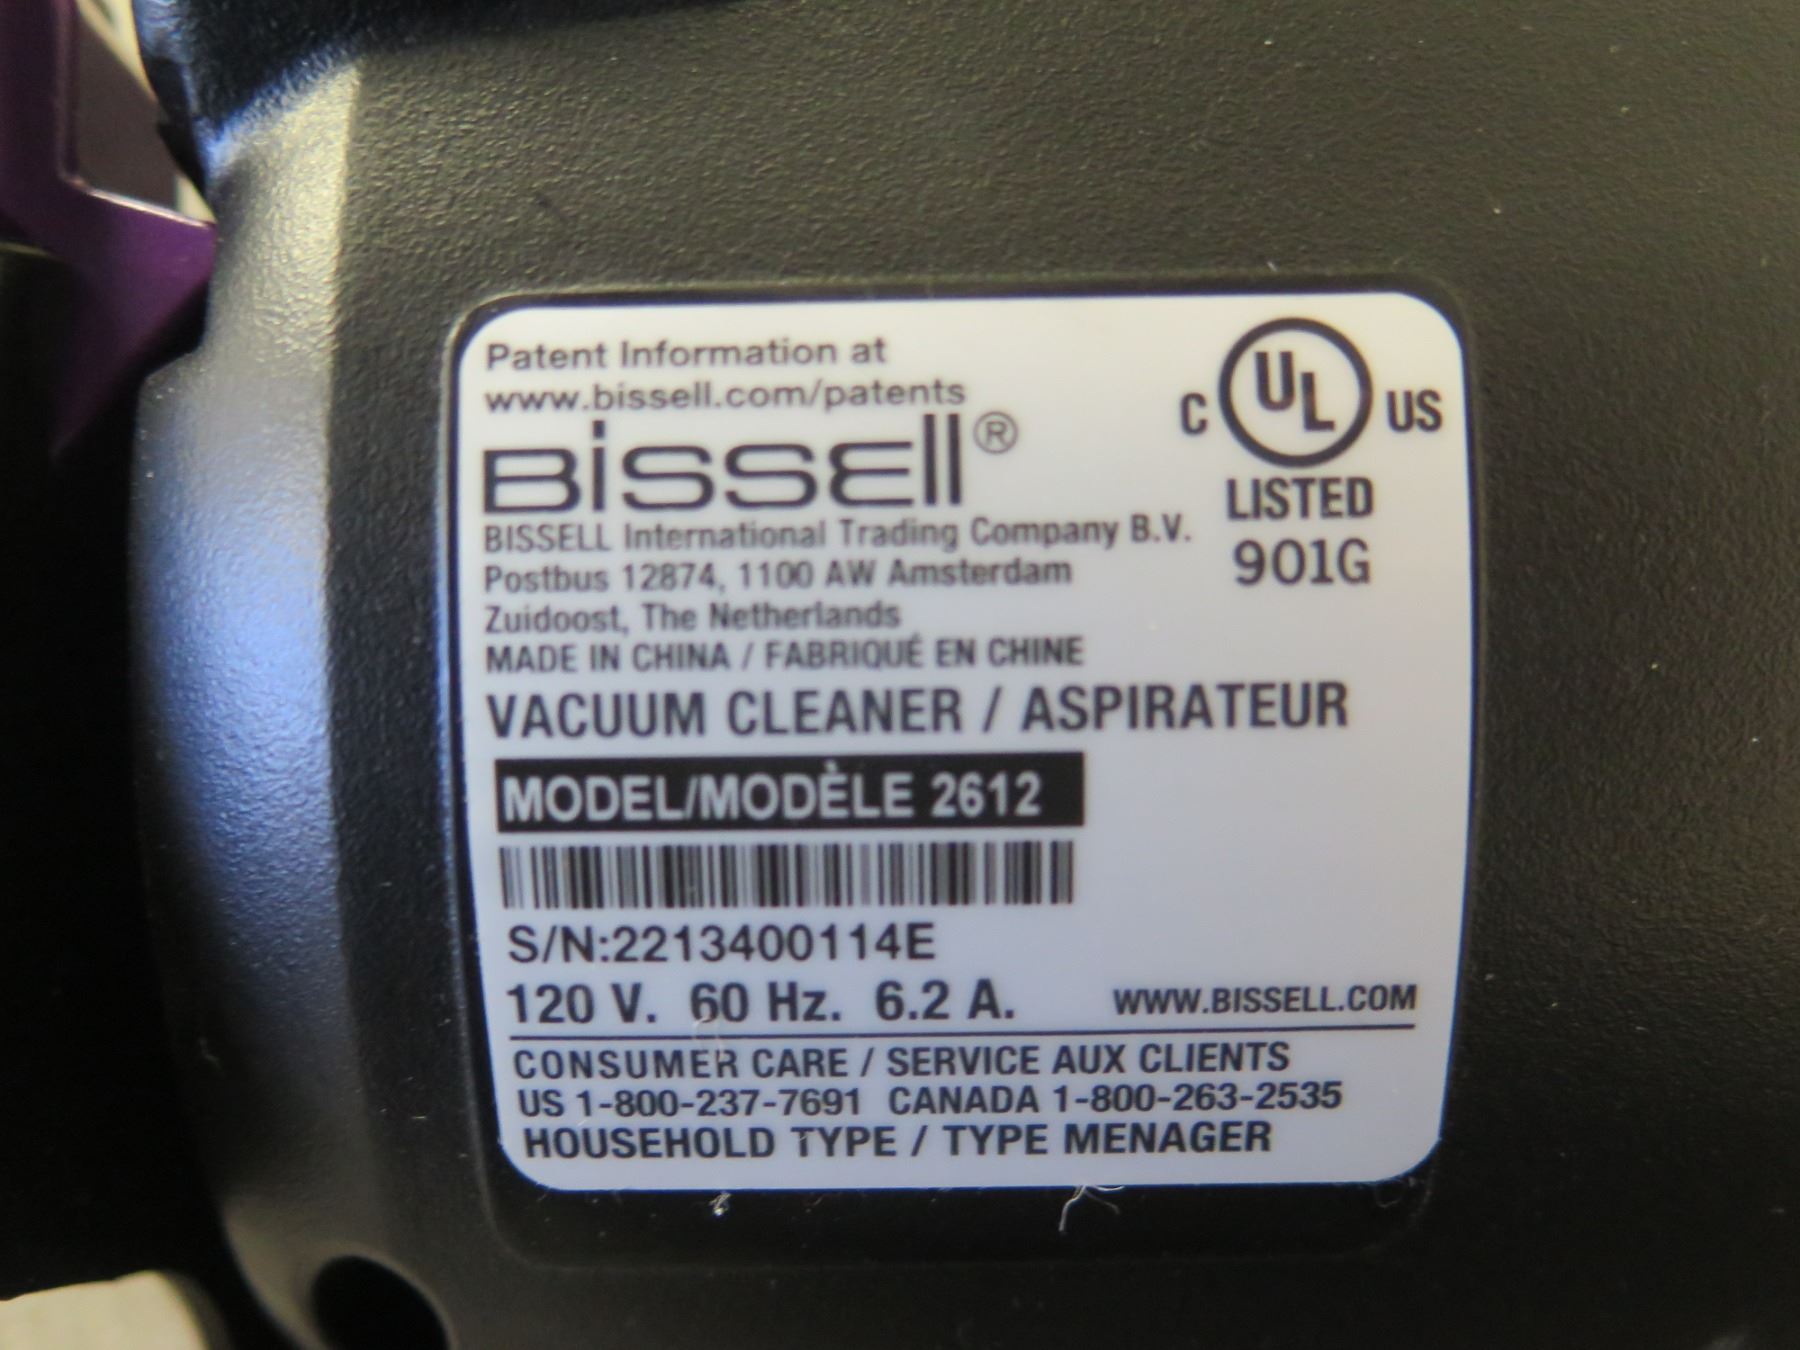 Patent Information at
www.bissell.com/patents
BISSELL®
BISSELL International Trading Company B.V.
Postbus 12874, 1100 AW Amsterdam
Zuidoost, The Netherlands
MADE IN CHINA / FABRIQUÉ EN CHINE
C UL US
LISTED
901G
VACUUM CLEANER / ASPIRATEUR
MODEL/MODÈLE 2612
S/N:2213400114E
120 V. 60 Hz. 6.2 A. WWW.BISSELL.COM
CONSUMER CARE / SERVICE AUX CLIENTS
US 1-800-237-7691 CANADA 1-800-263-2535
HOUSEHOLD TYPE / TYPE MENAGER